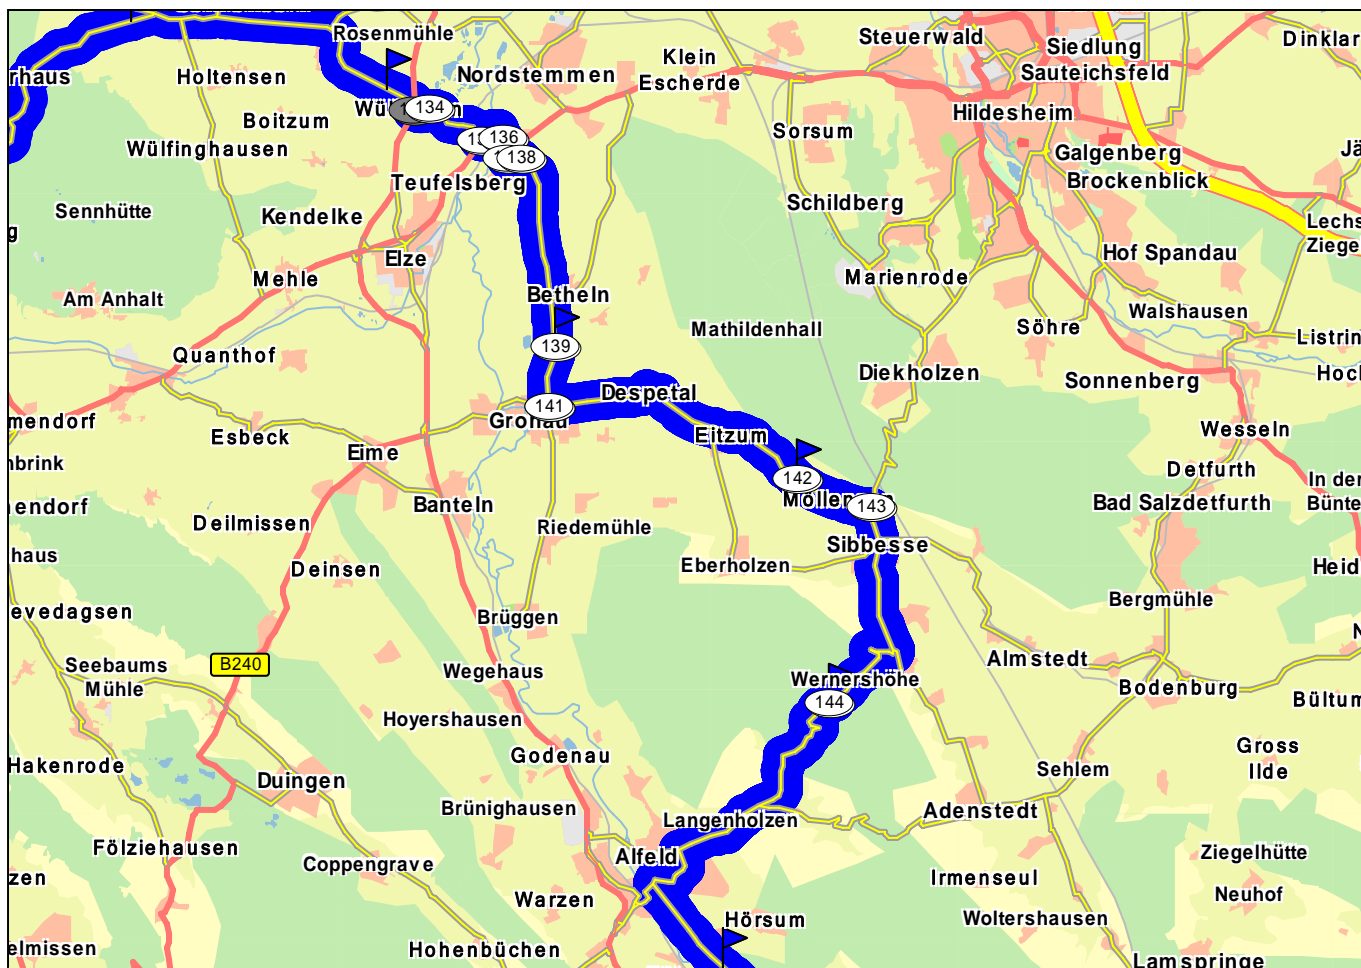 Rosenmühle
Steuerwald
Siedlung
Klein
Escherde
Nordstemmen
Holtensen
rhaus
Sauteichsfeld
134
Hildesheim
Boitzum
Sorsum
136
138
Wülfinghausen
Galgenberg
Brockenblick
Teufelsberg
Sennhütte
Kendelke
Schildberg
Lechs
Ziege
g
Elze
Hof Spandau
Mehle
Marienrode
Am Anhalt
Betheln
Mathildenhall
Walshausen
Söhre
Listrin
139
Quanthof
Diekholzen
Sonnenberg
Hoch
Despetal
141
Gronau
mendorf
Esbeck
Eitzum
Wesseln
Eime
nbrink
Detfurth
142
In der
Bünte
Banteln
143
Bad Salzdetfurth
Deilmissen
Riedemühle
Sibbesse
haus
Deinsen
Eberholzen
Heid
Bergmühle
evedagsen
Brüggen
Seebaums
Mühle
B240
Wegehaus
Almstedt
Wernershöhe
Bodenburg
Bültum
144
Hoyershausen
Godenau
Gross
Ilde
Hakenrode
Duingen
Sehlem
Brünighausen
Langenholzen
Adenstedt
Fölziehausen
Coppengrave
Alfeld
Ziegelhütte
zen
Irmenseul
Neuhof
Warzen
Hörsum
Woltershausen
elmissen
Hohenbüchen
Lamspringe